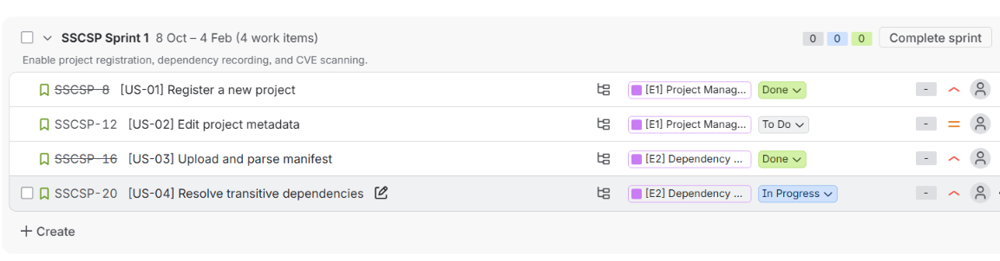 SSCSP Sprint 1 8 Oct – 4 Feb (4 work items) 0 0 0 Complete sprint
Enable project registration, dependency recording, and CVE scanning.
SSCSP-8 [US-01] Register a new project [E1] Project Manag... Done -
SSCSP-12 [US-02] Edit project metadata [E1] Project Manag... To Do -
SSCSP-16 [US-03] Upload and parse manifest [E2] Dependency ... Done -
SSCSP-20 [US-04] Resolve transitive dependencies [E2] Dependency ... In Progress -
+ Create